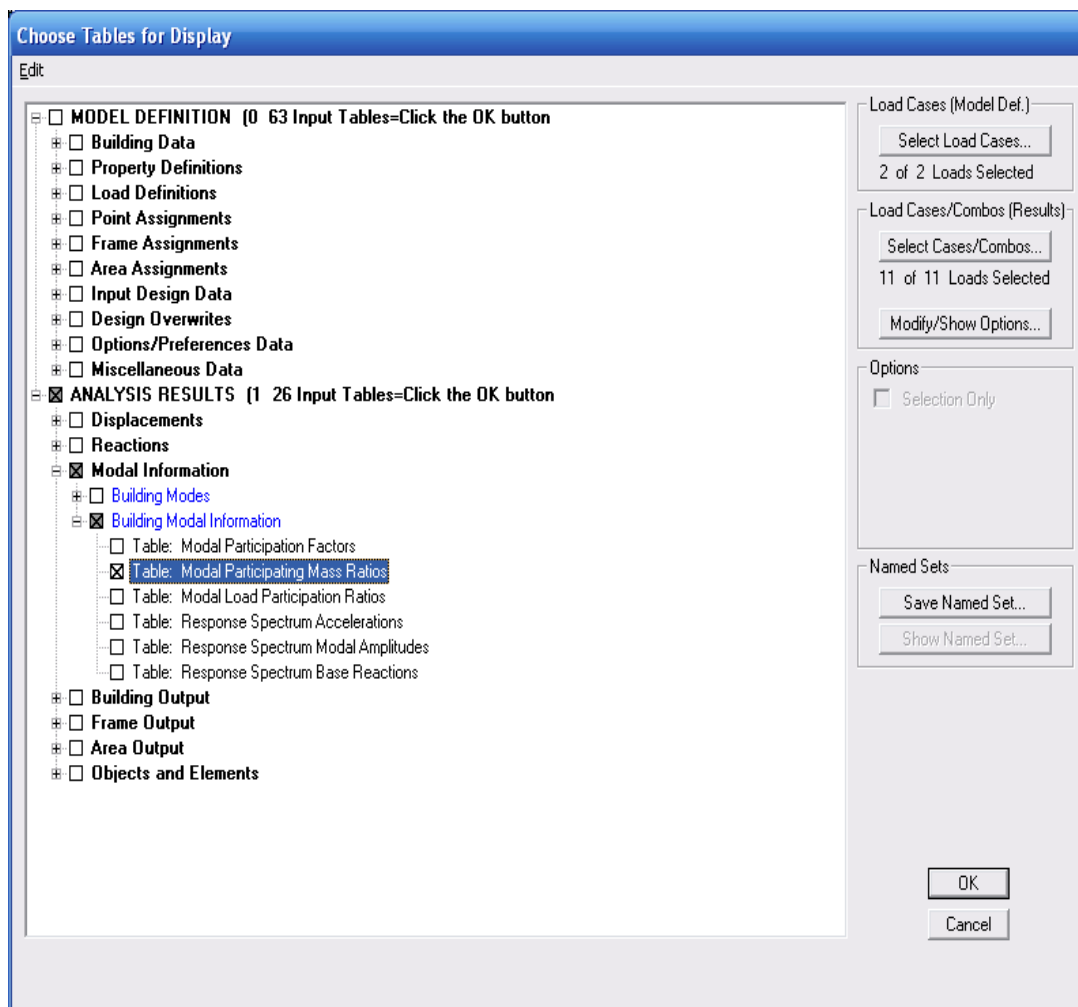 Choose Tables for Display
Edit
MODEL DEFINITION (0 63 Input Tables=Click the OK button
Building Data
Property Definitions
Load Definitions
Point Assignments
Frame Assignments
Area Assignments
Input Design Data
Design Overwrites
Options/Preferences Data
Miscellaneous Data
ANALYSIS RESULTS (1 26 Input Tables=Click the OK button
Displacements
Reactions
Modal Information
Building Modes
Building Modal Information
Table: Modal Participation Factors
Table: Modal Participating Mass Ratios
Table: Modal Load Participation Ratios
Table: Response Spectrum Accelerations
Table: Response Spectrum Modal Amplitudes
Table: Response Spectrum Base Reactions
Building Output
Frame Output
Area Output
Objects and Elements
Load Cases (Model Def.)
Select Load Cases...
2 of 2 Loads Selected
Load Cases/Combos (Results)
Select Cases/Combos...
11 of 11 Loads Selected
Modify/Show Options...
Options
Selection Only
Named Sets
Save Named Set...
Show Named Set...
OK
Cancel